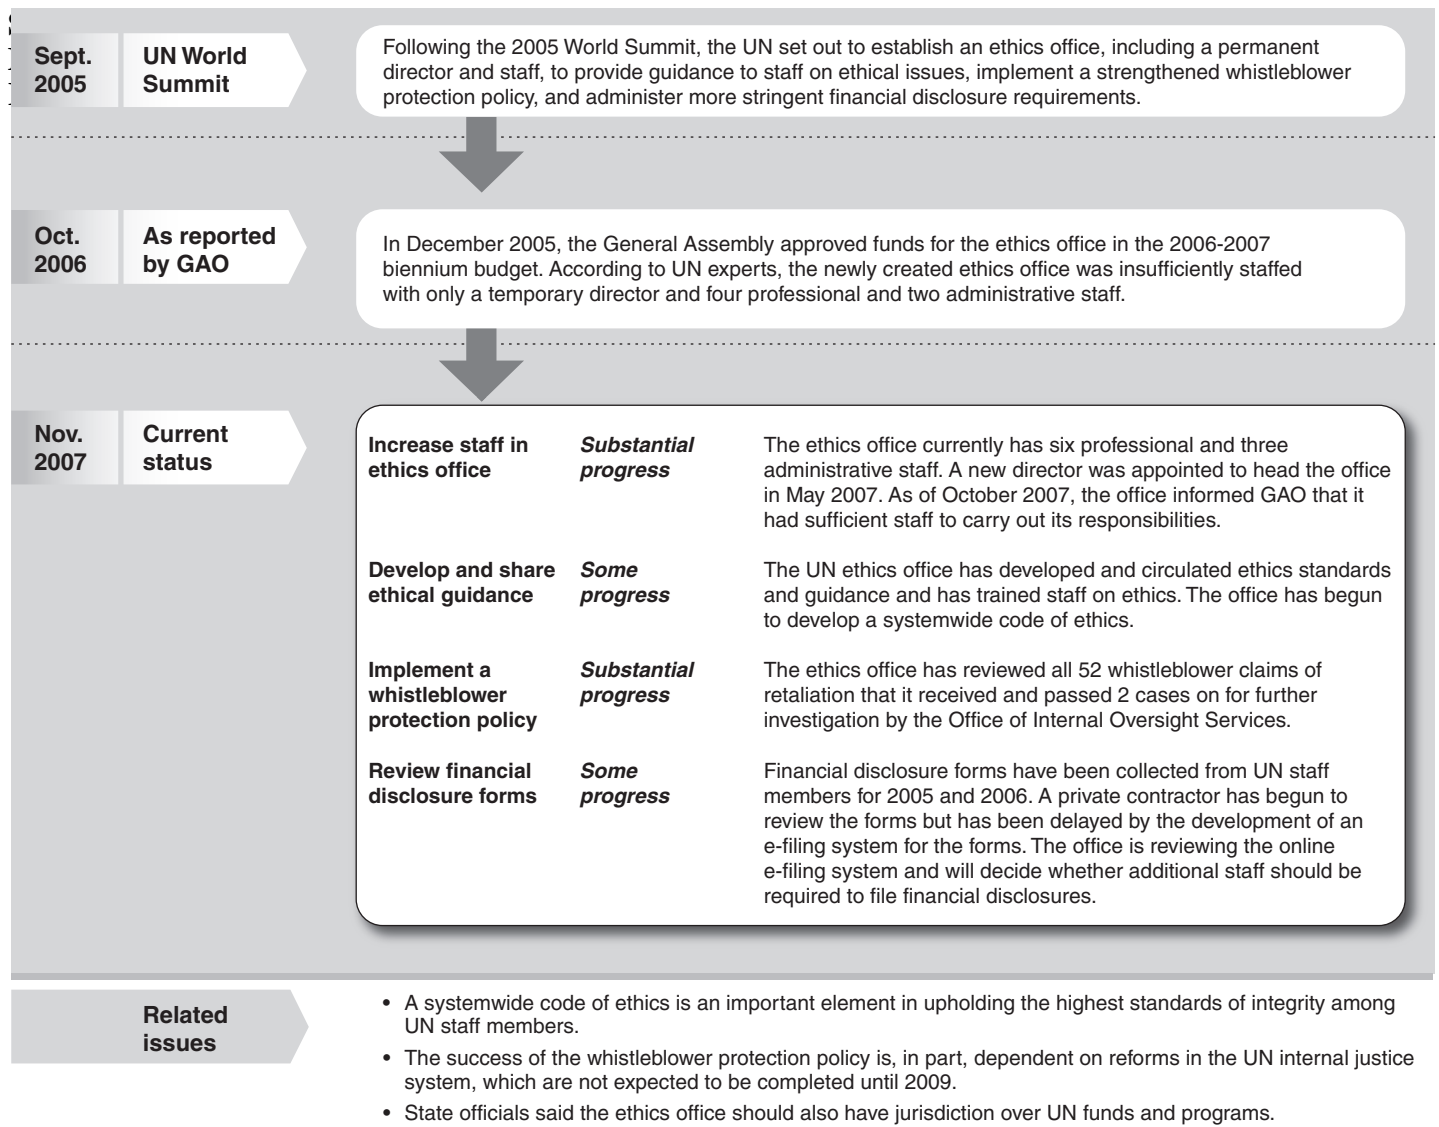 Sept.
2005
UN World
Summit
Following the 2005 World Summit, the UN set out to establish an ethics office, including a permanent
director and staff, to provide guidance to staff on ethical issues, implement a strengthened whistleblower
protection policy, and administer more stringent financial disclosure requirements.
Oct.
2006
As reported
by GAO
In December 2005, the General Assembly approved funds for the ethics office in the 2006-2007
biennium budget. According to UN experts, the newly created ethics office was insufficiently staffed
with only a temporary director and four professional and two administrative staff.
Nov.
2007
Current
status
Increase staff in
ethics office
Substantial
progress
The ethics office currently has six professional and three
administrative staff. A new director was appointed to head the office
in May 2007. As of October 2007, the office informed GAO that it
had sufficient staff to carry out its responsibilities.
Develop and share
ethical guidance
Some
progress
The UN ethics office has developed and circulated ethics standards
and guidance and has trained staff on ethics. The office has begun
to develop a systemwide code of ethics.
Implement a
whistleblower
protection policy
Substantial
progress
The ethics office has reviewed all 52 whistleblower claims of
retaliation that it received and passed 2 cases on for further
investigation by the Office of Internal Oversight Services.
Review financial
disclosure forms
Some
progress
Financial disclosure forms have been collected from UN staff
members for 2005 and 2006. A private contractor has begun to
review the forms but has been delayed by the development of an
e-filing system for the forms. The office is reviewing the online
e-filing system and will decide whether additional staff should be
required to file financial disclosures.
Related
issues
• A systemwide code of ethics is an important element in upholding the highest standards of integrity among
UN staff members.
• The success of the whistleblower protection policy is, in part, dependent on reforms in the UN internal justice
system, which are not expected to be completed until 2009.
• State officials said the ethics office should also have jurisdiction over UN funds and programs.